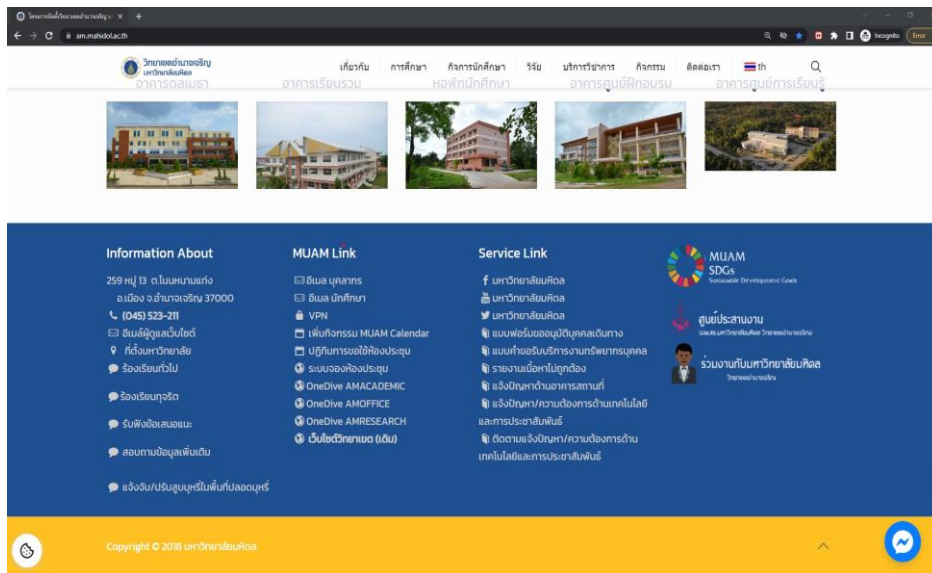 am.mahidol.ac.th
Incognito
Error
วิทยาเขตอำนาจเจริญ
มหาวิทยาลัยมหิดล
เกี่ยวกับ
การศึกษา
กิจการนักศึกษา
วิจัย
บริการวิชาการ
กิจกรรม
ติดต่อเรา
th
อาคารเรียนรวม
หอพักนักศึกษา
อาคารศูนย์ฝึกอบรม
อาคารศูนย์การเรียนรู้
Information About
259 หมู่ 13 ต.โนนหนามแท่ง
อ.เมือง จ.อำนาจเจริญ 37000
(045) 523-211
อีเมล์ผู้ดูแลเว็บไซต์
ที่ตั้งมหาวิทยาลัย
ร้องเรียนทั่วไป
ร้องเรียนทุจริต
รับฟังข้อเสนอแนะ
สอบถามข้อมูลเพิ่มเติม
แจ้งจับ/ปรับสูบบุหรี่ในพื้นที่ปลอดบุหรี่
MUAM Link
อีเมล บุคลากร
อีเมล นักศึกษา
VPN
เพิ่มกิจกรรม MUAM Calendar
ปฏิทินการขอใช้ห้องประชุม
ระบบจองห้องประชุม
OneDive AMACADEMIC
OneDive AMOFFICE
OneDive AMRESEARCH
เว็บไซต์วิทยาเขต (เดิม)
Service Link
มหาวิทยาลัยมหิดล
มหาวิทยาลัยมหิดล
มหาวิทยาลัยมหิดล
แบบฟอร์มขออนุมัติบุคคลเดินทาง
แบบคำขอรับบริการงานทรัพยากรบุคคล
รายงานเนื้อหาไม่ถูกต้อง
แจ้งปัญหาด้านอาคารสถานที่
แจ้งปัญหา/ความต้องการด้านเทคโนโลยี
และการประชาสัมพันธ์
ติดตามแจ้งปัญหา/ความต้องการด้าน
เทคโนโลยีและการประชาสัมพันธ์
MUAM
SDGs
Sustainable Development Goals
ศูนย์ประสานงาน
ร่วมงานกับมหาวิทยาลัยมหิดล
วิทยาเขตอำนาจเจริญ
Copyright © 2018 มหาวิทยาลัยมหิดล.